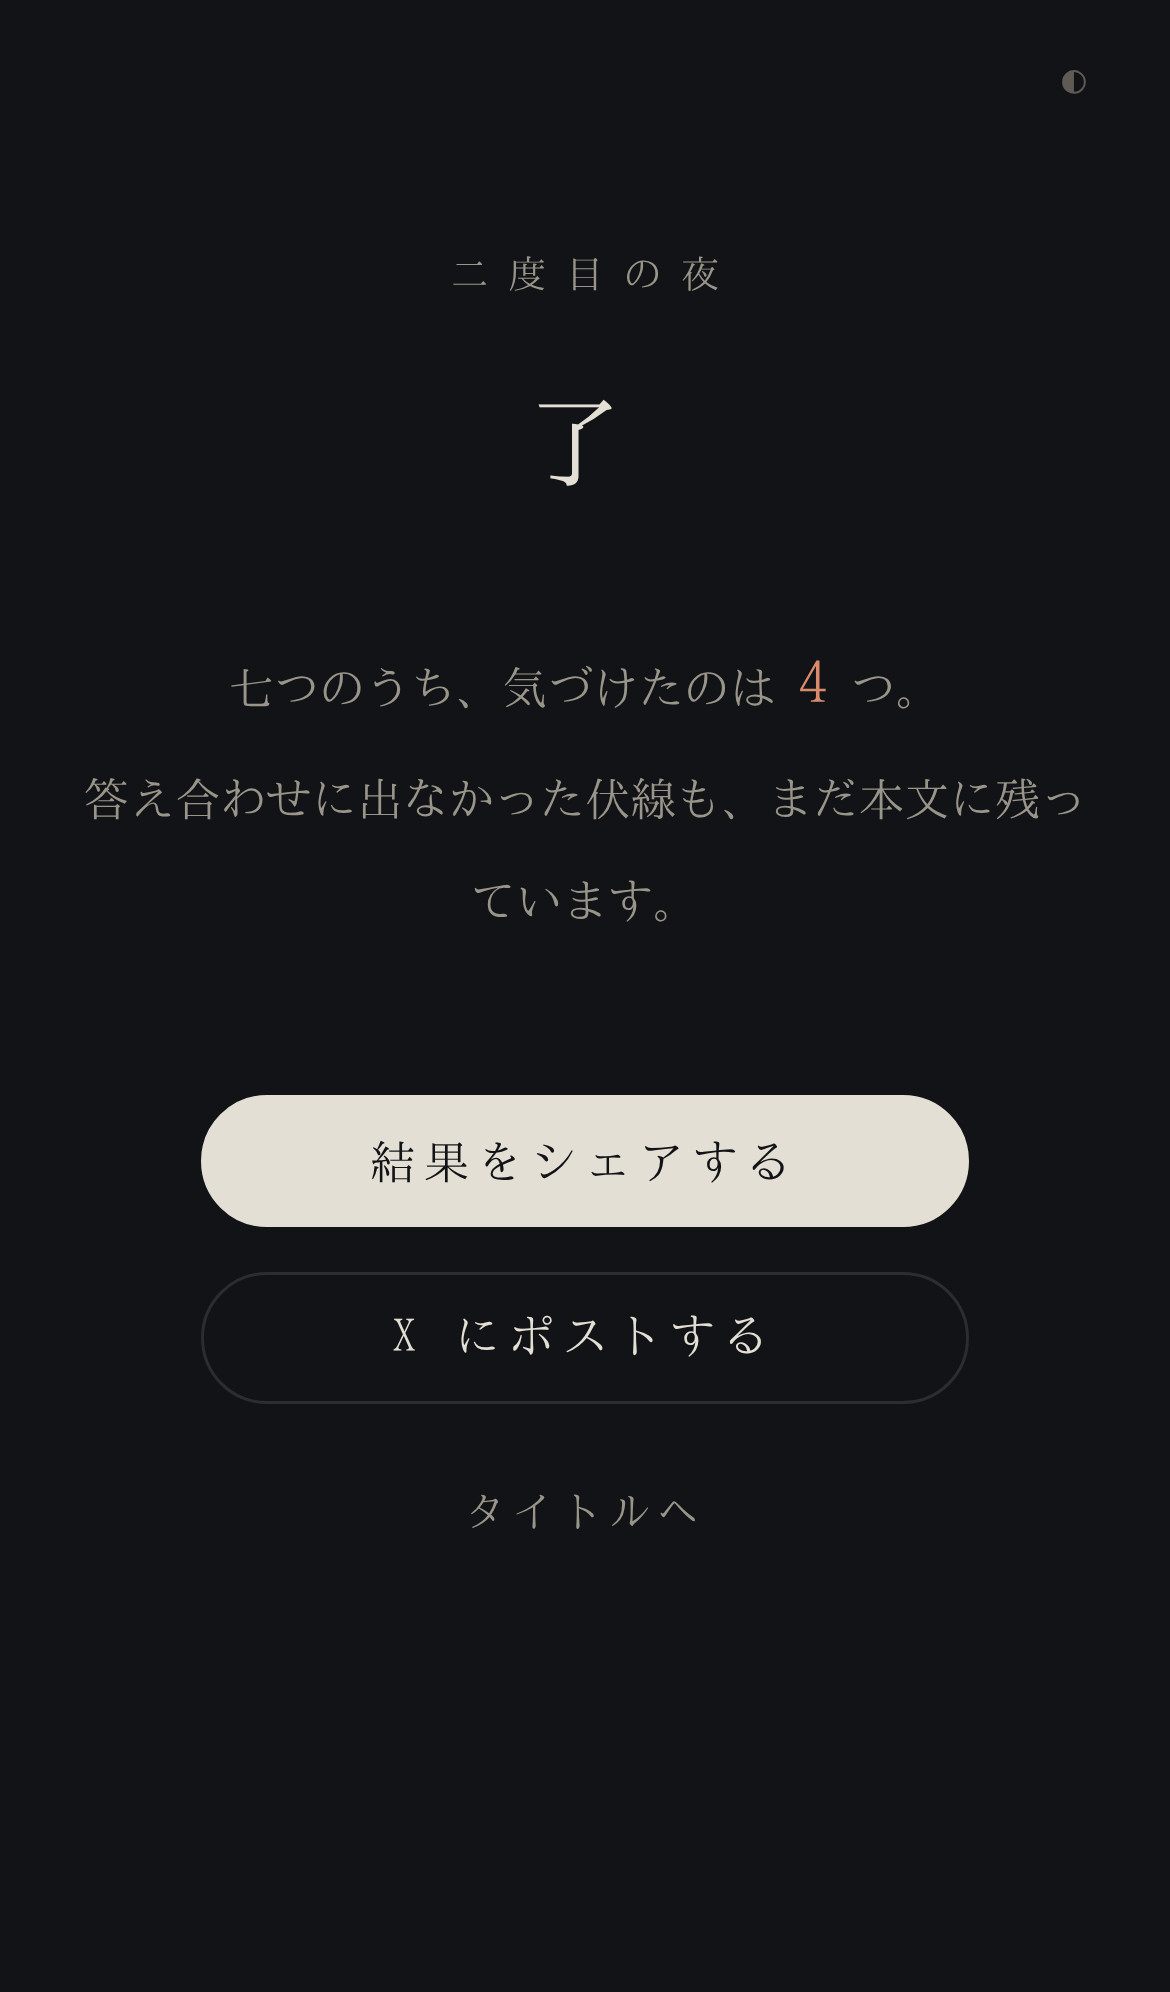 二度目の夜
了
七つのうち、気づけたのは 4 つ。
答え合わせに出なかった伏線も、まだ本文に残っ
ています。
結果をシェアする
X にポストする
タイトルへ